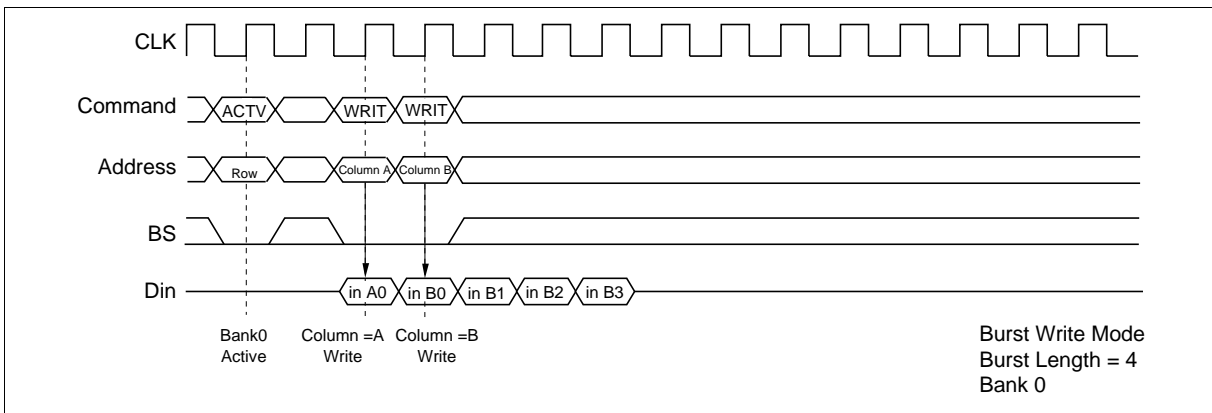 CLK
Command
ACTV WRIT WRIT
Address
Row Column A Column B
BS
Din
in A0 in B0 in B1 in B2 in B3
Bank0 Column =A Column =B
Active Write Write
Burst Write Mode
Burst Length = 4
Bank 0